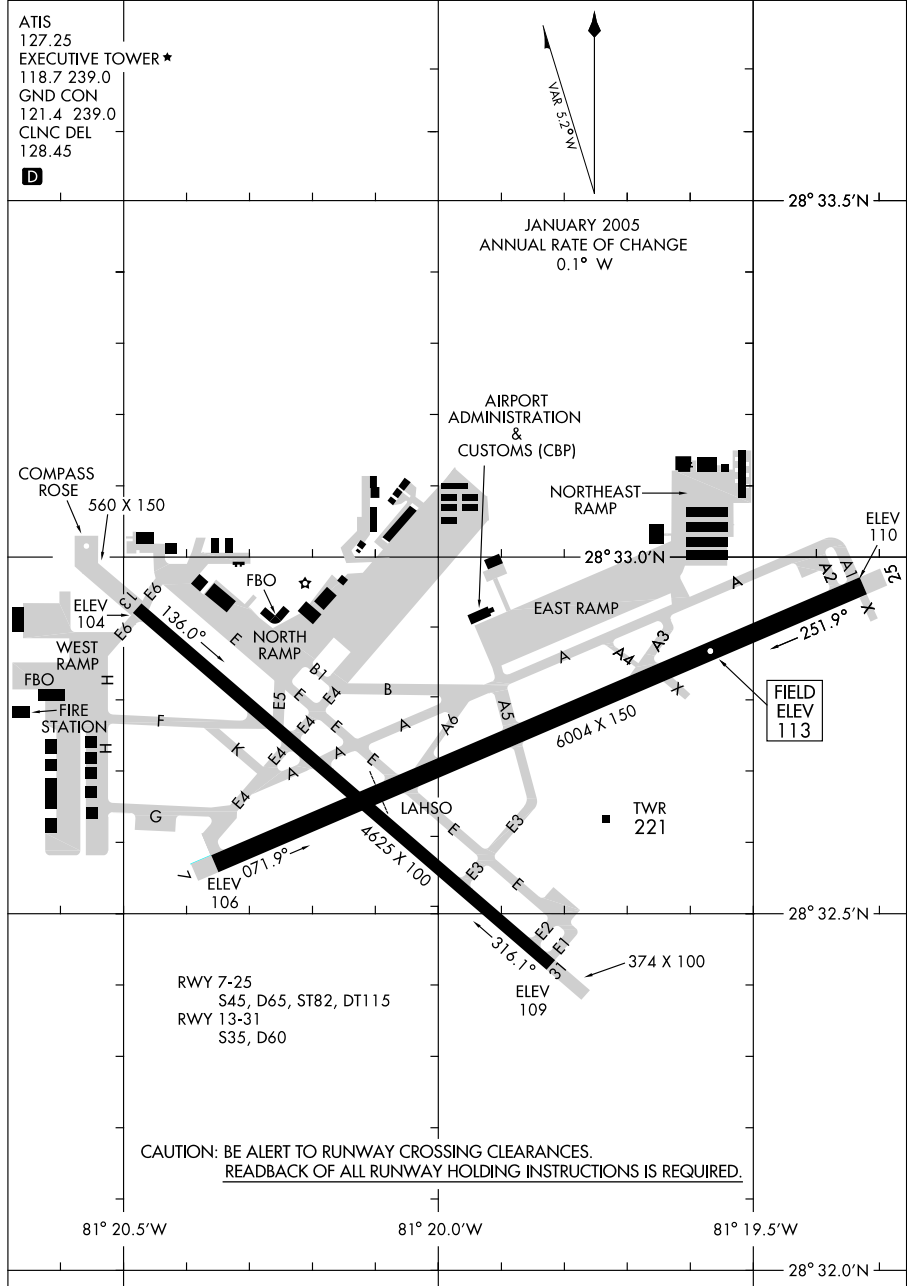 ATIS
127.25
EXECUTIVE TOWER★
118.7 239.0
GND CON
121.4 239.0
CLNC DEL
128.45
D
VAR 5.2° W
28° 33.5'N
JANUARY 2005
ANNUAL RATE OF CHANGE
0.1° W
AIRPORT
ADMINISTRATION
&
CUSTOMS (CBP)
COMPASS
ROSE
560 X 150
NORTHEAST
RAMP
ELEV
110
28° 33.0'N
FBO
EAST RAMP
A
A2
A1
25
X
ELEV
104
13
E6
E6
136.0°
E
NORTH
RAMP
WEST
RAMP
FBO
FIRE
STATION
H
H
B1
E4
B
E
E5
E4
E
A
A6
A5
A
A4
A3
X
251.9°
FIELD
ELEV
113
6004 X 150
F
K
E4
A
A
E
E4
G
LAHSO
4625 X 100
E
E3
E3
E
TWR
221
7
071.9°
ELEV
106
28° 32.5'N
E2
E1
31
316.1°
374 X 100
ELEV
109
RWY 7-25
S45, D65, ST82, DT115
RWY 13-31
S35, D60
CAUTION: BE ALERT TO RUNWAY CROSSING CLEARANCES.
READBACK OF ALL RUNWAY HOLDING INSTRUCTIONS IS REQUIRED.
81° 20.5'W
81° 20.0'W
81° 19.5'W
28° 32.0'N